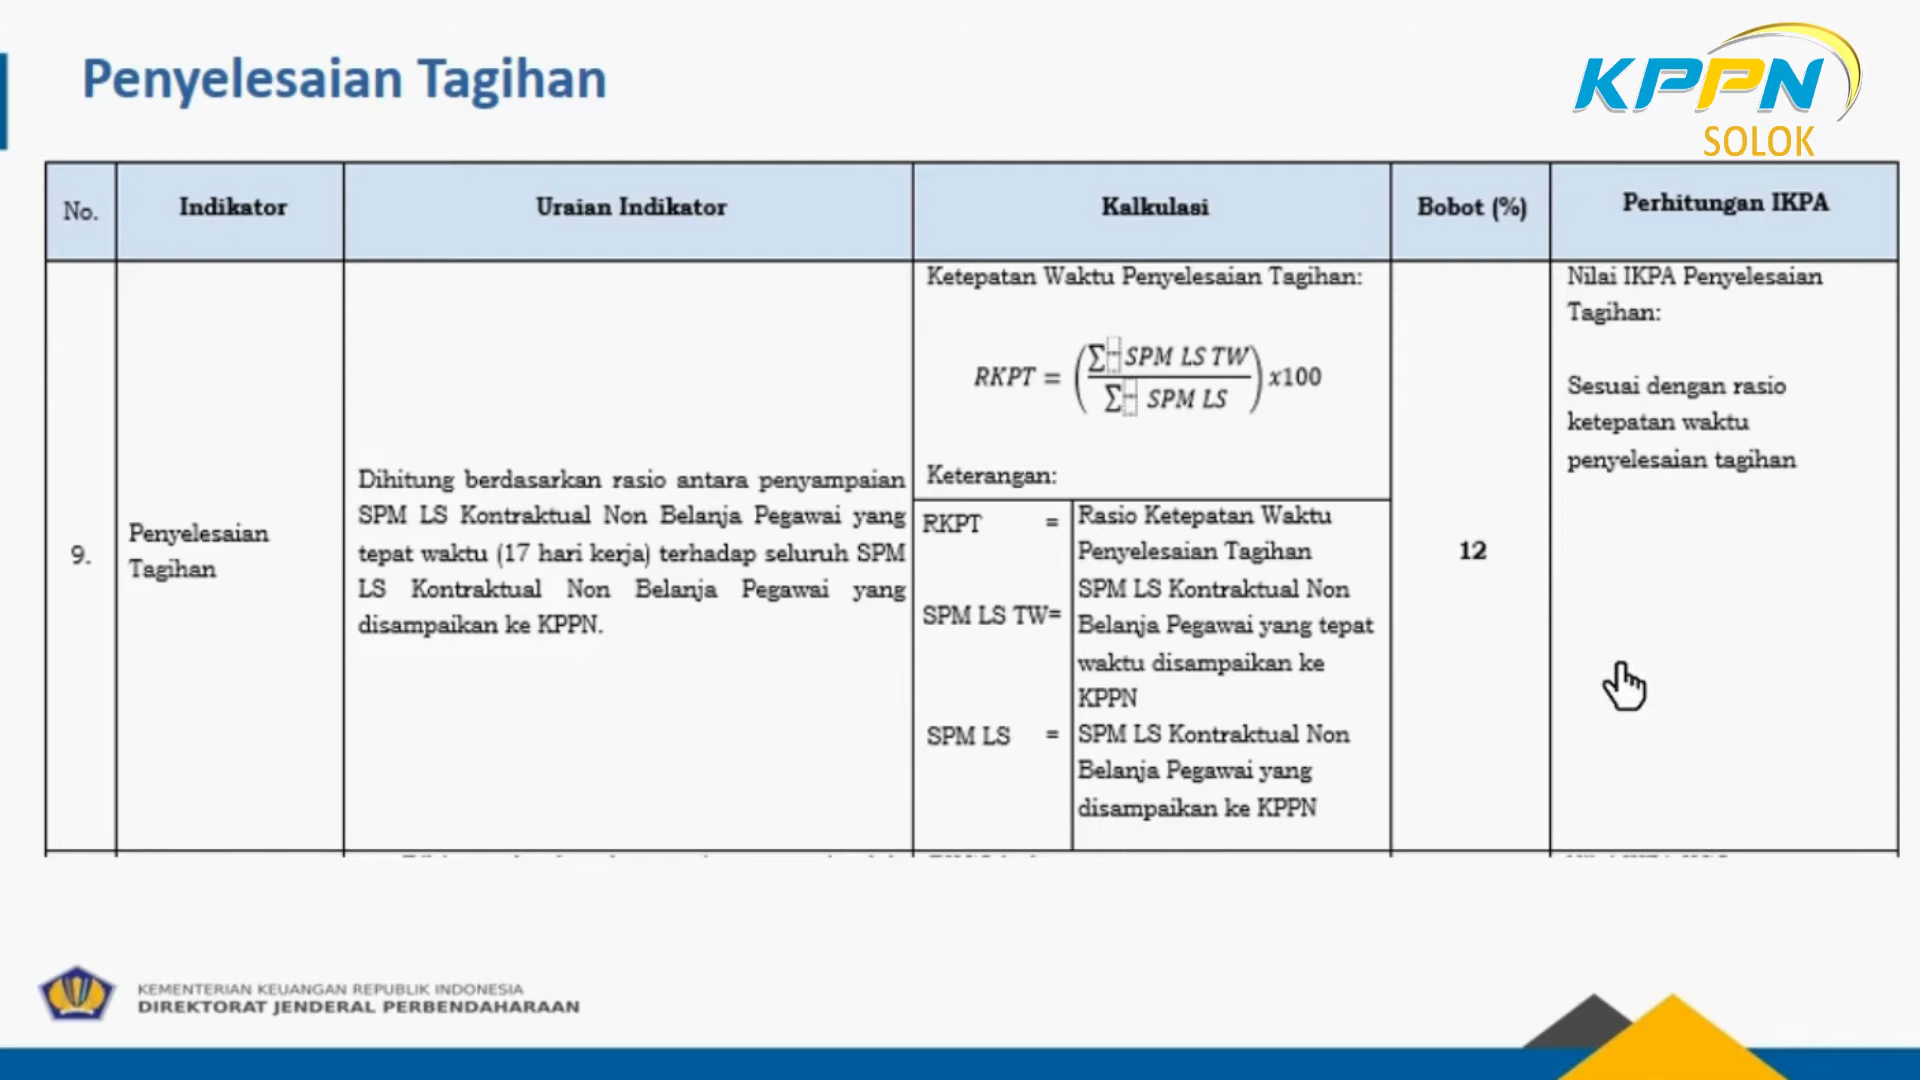 Penyelesaian Tagihan
KPPN
SOLOK
No.
Indikator
Uraian Indikator
Kalkulasi
Bobot (%)
Perhitungan IKPA
9.
Penyelesaian
Tagihan
Dihitung berdasarkan rasio antara penyampaian
SPM LS Kontraktual Non Belanja Pegawai yang
tepat waktu (17 hari kerja) terhadap seluruh SPM
LS Kontraktual Non Belanja Pegawai yang
disampaikan ke KPPN.
Ketepatan Waktu Penyelesaian Tagihan:
RKPT = (∑ SPM LS TW / ∑ SPM LS) x100
Keterangan:
RKPT =
Rasio Ketepatan Waktu
Penyelesaian Tagihan
SPM LS TW=
SPM LS Kontraktual Non
Belanja Pegawai yang tepat
waktu disampaikan ke
KPPN
SPM LS =
SPM LS Kontraktual Non
Belanja Pegawai yang
disampaikan ke KPPN
12
Nilai IKPA Penyelesaian
Tagihan:
Sesuai dengan rasio
ketepatan waktu
penyelesaian tagihan
KEMENTERIAN KEUANGAN REPUBLIK INDONESIA
DIREKTORAT JENDERAL PERBENDAHARAAN